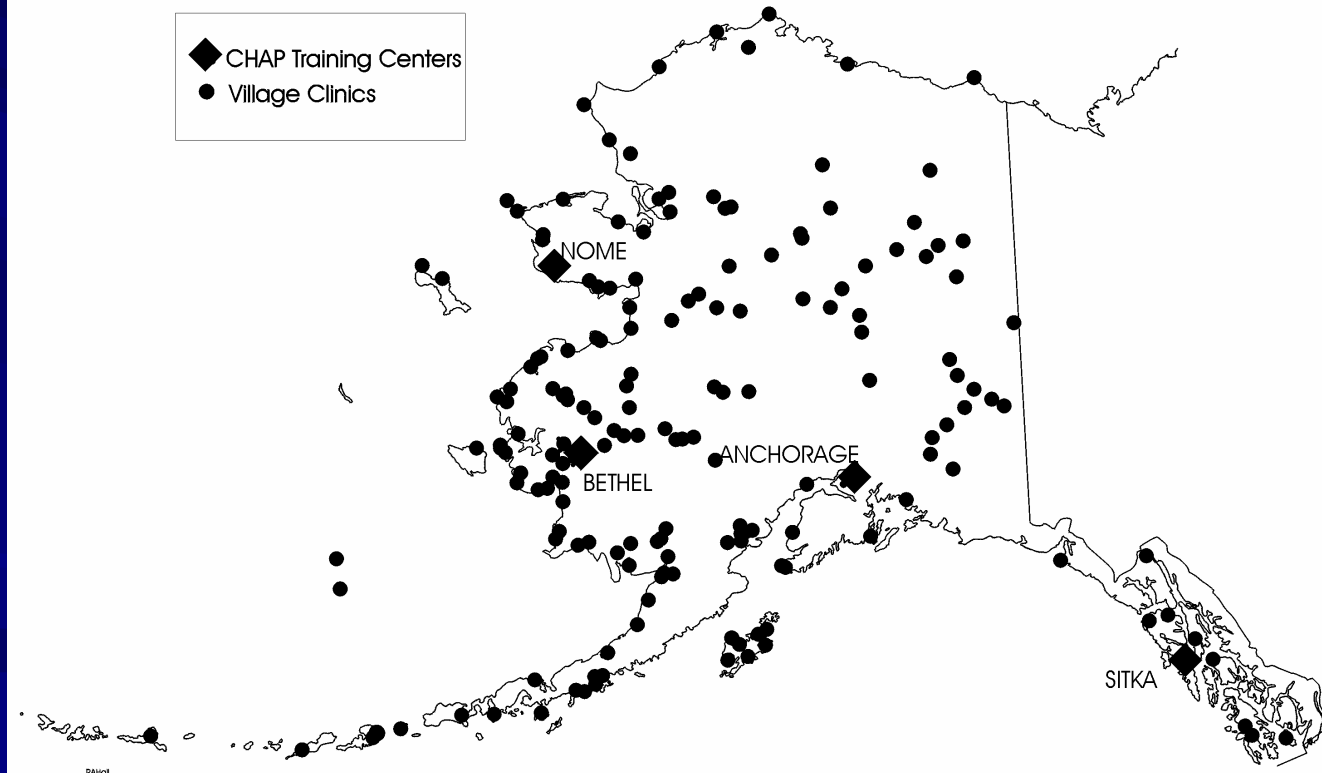 CHAP Training Centers
Village Clinics
NOME
ANCHORAGE
BETHEL
SITKA